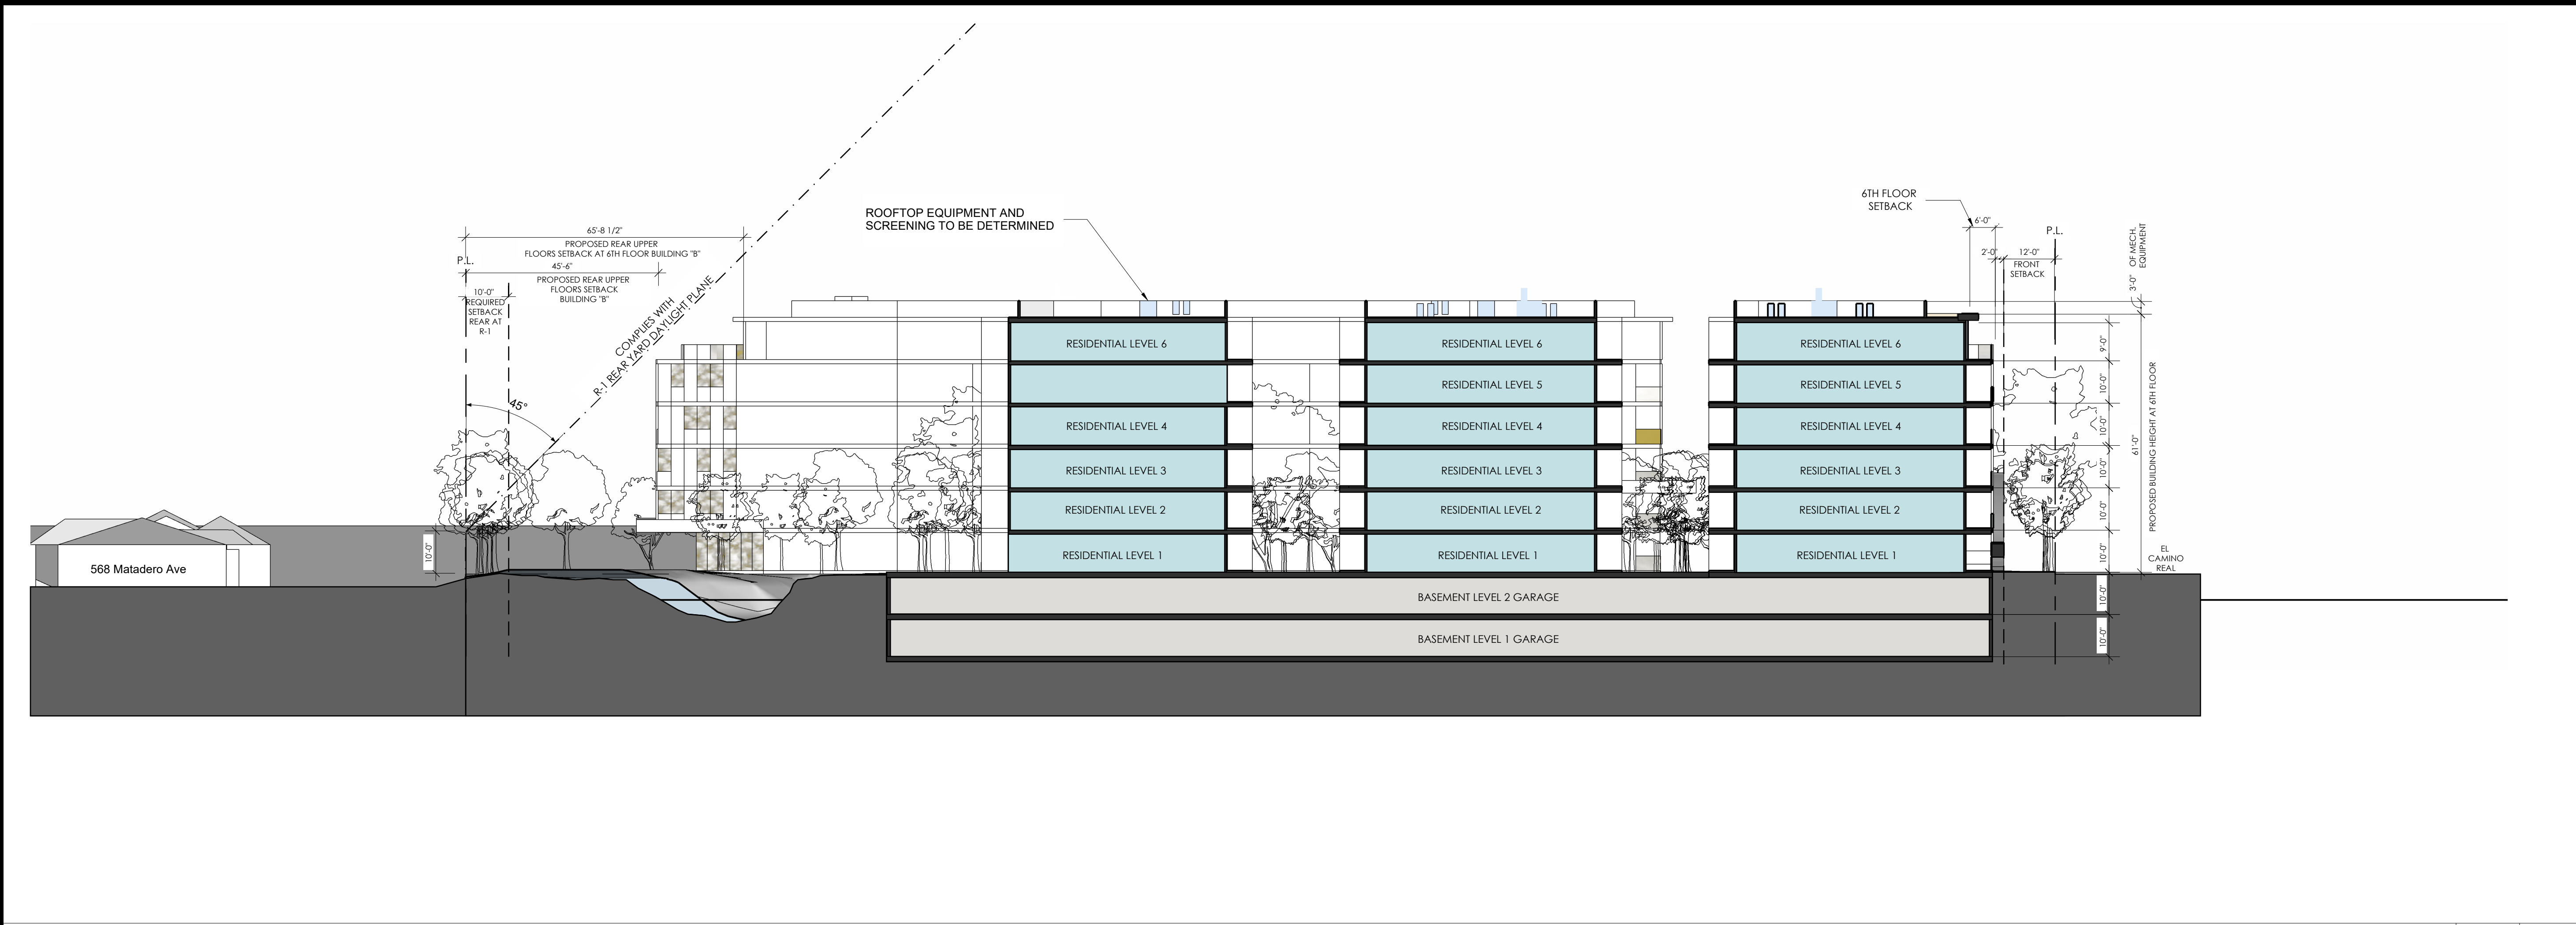 65'-8 1/2"
PROPOSED REAR UPPER
FLOORS SETBACK AT 6TH FLOOR BUILDING "B"
P.L.
45'-6"
PROPOSED REAR UPPER
FLOORS SETBACK
BUILDING "B"
10'-0"
REQUIRED
SETBACK
REAR AT
R-1
45°
COMPLIES WITH
R-1 REAR YARD DAYLIGHT PLANE
ROOFTOP EQUIPMENT AND
SCREENING TO BE DETERMINED
6TH FLOOR
SETBACK
6'-0"
P.L.
2'-0"
12'-0"
FRONT
SETBACK
3'-0"
OF MECH.
EQUIPMENT
RESIDENTIAL LEVEL 6
RESIDENTIAL LEVEL 6
RESIDENTIAL LEVEL 6
9'-0"
RESIDENTIAL LEVEL 5
RESIDENTIAL LEVEL 5
10'-0"
RESIDENTIAL LEVEL 4
RESIDENTIAL LEVEL 4
RESIDENTIAL LEVEL 4
10'-0"
RESIDENTIAL LEVEL 3
RESIDENTIAL LEVEL 3
RESIDENTIAL LEVEL 3
10'-0"
RESIDENTIAL LEVEL 2
RESIDENTIAL LEVEL 2
RESIDENTIAL LEVEL 2
10'-0"
RESIDENTIAL LEVEL 1
RESIDENTIAL LEVEL 1
RESIDENTIAL LEVEL 1
10'-0"
61'-0"
PROPOSED BUILDING HEIGHT AT 6TH FLOOR
EL
CAMINO
REAL
10'-0"
568 Matadero Ave
BASEMENT LEVEL 2 GARAGE
10'-0"
BASEMENT LEVEL 1 GARAGE
10'-0"